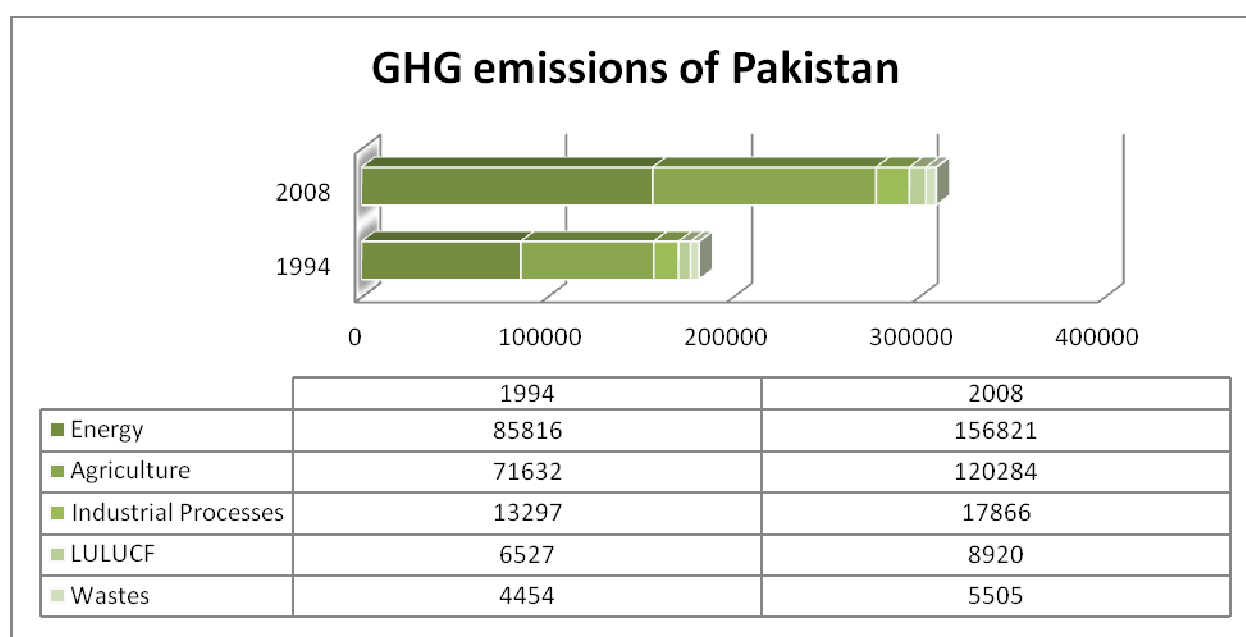 GHG emissions of Pakistan
2008
1994
0 100000 200000 300000 400000
1994 2008
Energy 85816 156821
Agriculture 71632 120284
Industrial Processes 13297 17866
LULUCF 6527 8920
Wastes 4454 5505